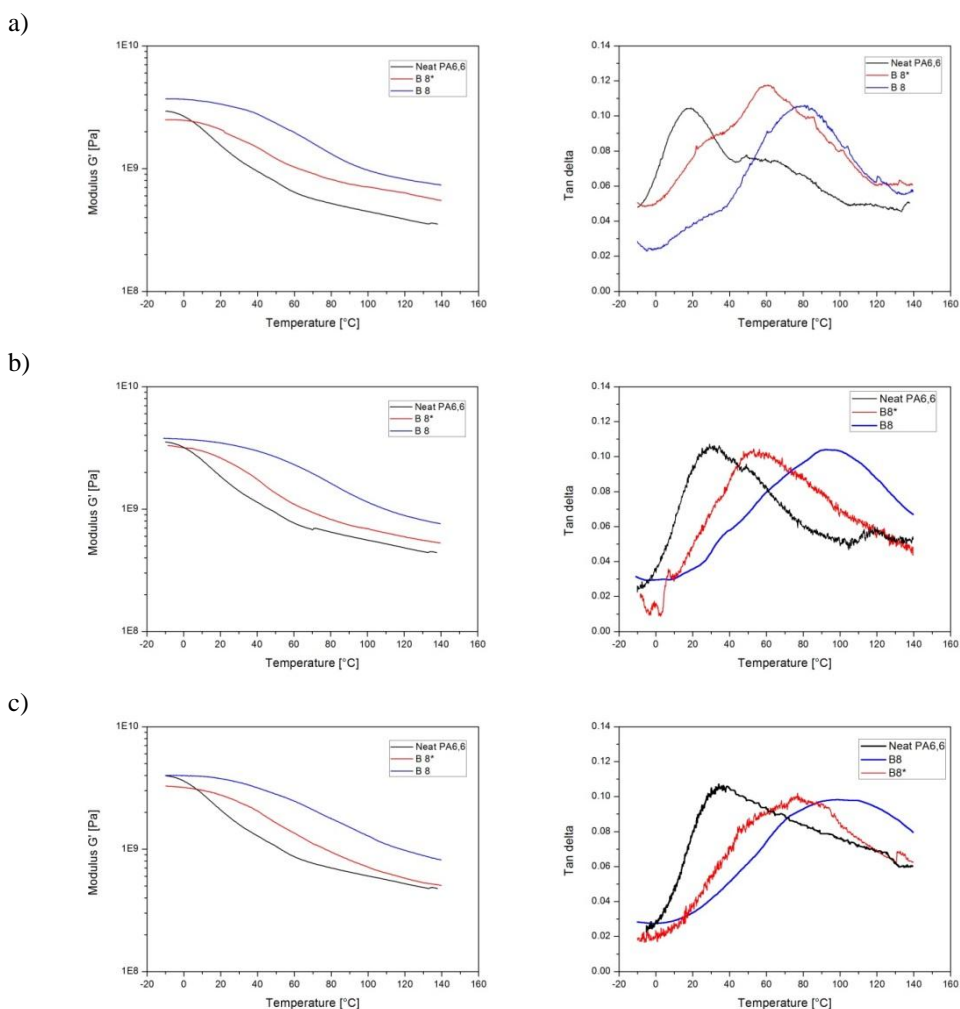 a)
1E10
1E9
1E8
Modulus G' [Pa]
Neat PA6,6
B 8*
B 8
-20 0 20 40 60 80 100 120 140 160
Temperature [°C]
0.14
0.12
0.10
0.08
0.06
0.04
0.02
0.00
Tan delta
Neat PA6,6
B 8*
B 8
-20 0 20 40 60 80 100 120 140 160
Temperature [°C]
b)
1E10
1E9
1E8
Modulus G' [Pa]
Neat PA6,6
B 8*
B 8
-20 0 20 40 60 80 100 120 140 160
Temperature [°C]
0.14
0.12
0.10
0.08
0.06
0.04
0.02
0.00
Tan delta
Neat PA6,6
B8*
B8
-20 0 20 40 60 80 100 120 140 160
Temperature [°C]
c)
1E10
1E9
1E8
Modulus G' [Pa]
Neat PA6,6
B 8*
B 8
-20 0 20 40 60 80 100 120 140 160
Temperature [°C]
0.14
0.12
0.10
0.08
0.06
0.04
0.02
0.00
Tan delta
Neat PA6,6
B8
B8*
-20 0 20 40 60 80 100 120 140 160
Temperature [°C]